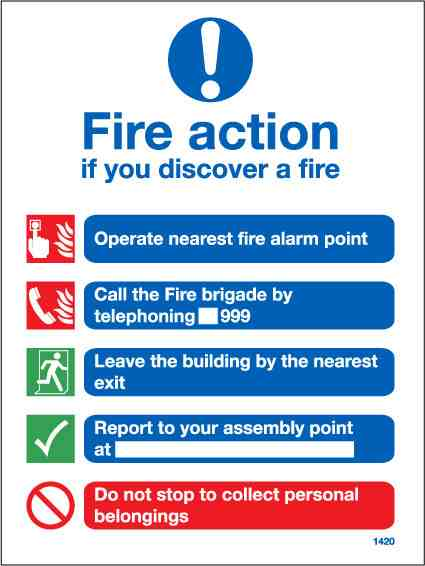 Fire action
if you discover a fire
Operate nearest fire alarm point
Call the Fire brigade by
telephoning 999
Leave the building by the nearest
exit
Report to your assembly point
at
Do not stop to collect personal
belongings
1420